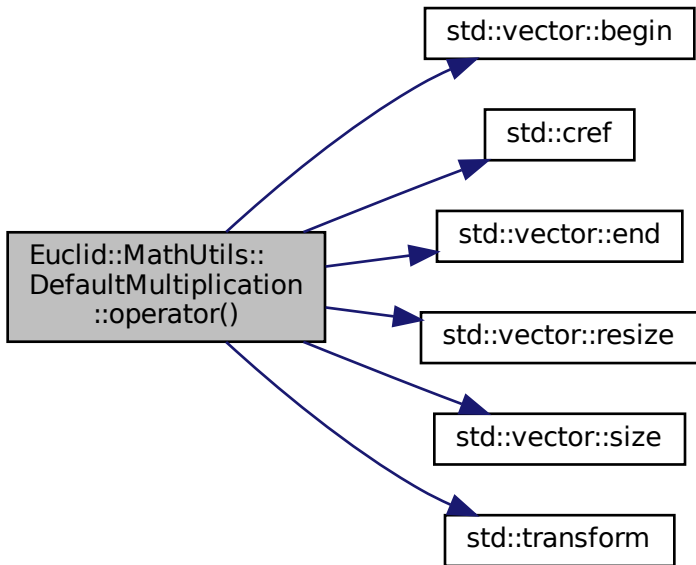 std::vector::begin
std::cref
Euclid::MathUtils::
DefaultMultiplication
::operator()
std::vector::end
std::vector::resize
std::vector::size
std::transform